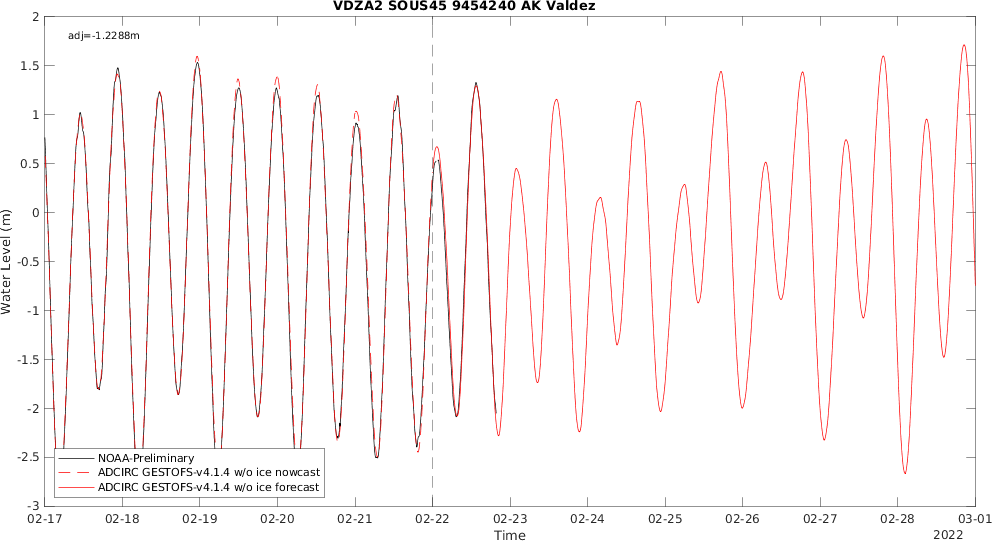 VDZA2 SOUS45 9454240 AK Valdez
adj=-1.2288m
2
1.5
1
0.5
0
-0.5
-1
-1.5
-2
-2.5
-3
Water Level (m)
NOAA-Preliminary
ADCIRC GESTOFS-v4.1.4 w/o ice nowcast
ADCIRC GESTOFS-v4.1.4 w/o ice forecast
02-17 02-18 02-19 02-20 02-21 02-22 02-23 02-24 02-25 02-26 02-27 02-28 03-01
Time
2022